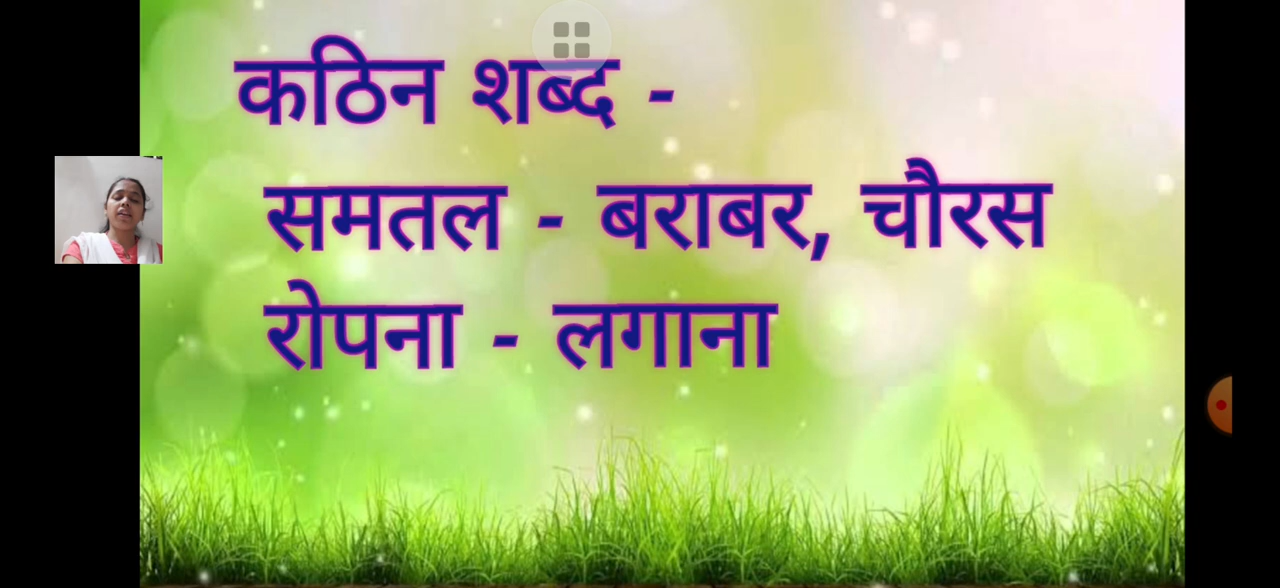 कठिन शब्द -
समतल - बराबर, चौरस
रोपना - लगाना